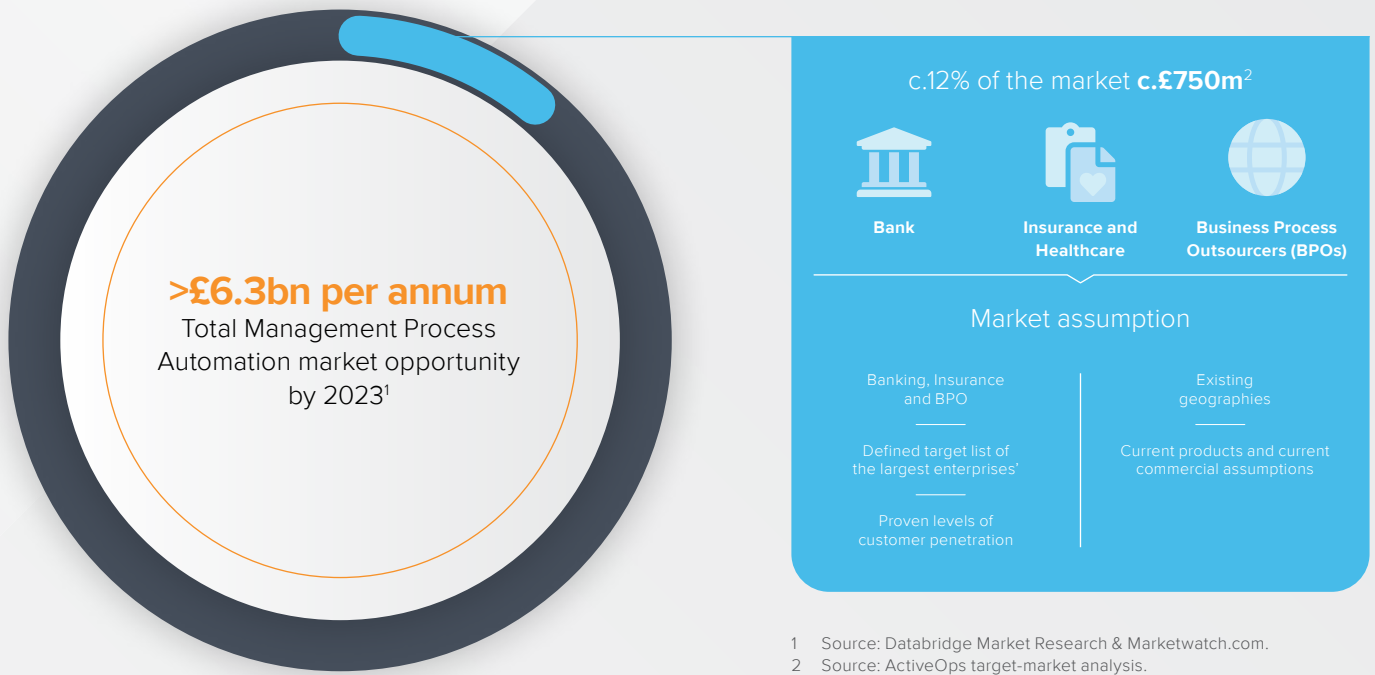 >£6.3bn per annum
Total Management Process
Automation market opportunity
by 2023¹
c.12% of the market c.£750m²
Bank
Insurance and
Healthcare
Business Process
Outsourcers (BPOs)
Market assumption
Banking, Insurance
and BPO
Defined target list of
the largest enterprises’
Proven levels of
customer penetration
Existing
geographies
Current products and current
commercial assumptions
1 Source: Databridge Market Research & Marketwatch.com.
2 Source: ActiveOps target-market analysis.